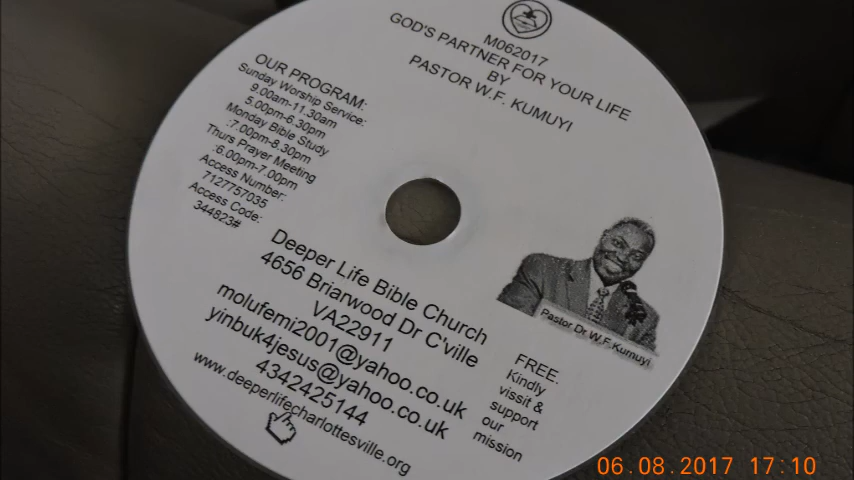 M062017
GOD'S PARTNER FOR YOUR LIFE
BY
PASTOR W.F. KUMUYI
OUR PROGRAM:
Sunday Worship Service:
9.00am-11.30am
5.00pm-6.30pm
Monday Bible Study
:7.00pm-8.30pm
Thurs Prayer Meeting
:6.00pm-7.00pm
Access Number:
7127757035
Access Code:
344823#
Deeper Life Bible Church
4656 Briarwood Dr C'ville
VA22911
molufemi2001@yahoo.co.uk
yinbuk4jesus@yahoo.co.uk
4342425144
www.deeperlifecharlottesville.org
Pastor Dr W.F. Kumuyi
FREE.
Kindly
vissit &
support
our
mission
06.08.2017 17:10